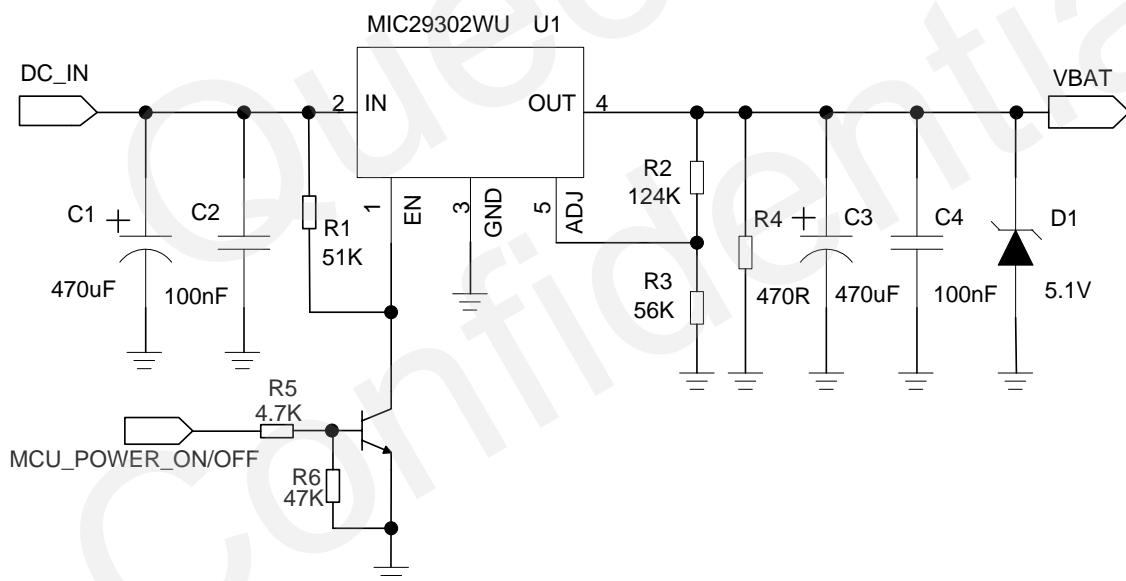 MIC29302WU U1
DC_IN
VBAT
2 IN
OUT 4
1
EN
3
GND
5
ADJ
R1
51K
R2
124K
R3
56K
C1 +
470uF
C2
100nF
R4
470R
+ C3
470uF
C4
100nF
D1
5.1V
R5
4.7K
MCU_POWER_ON/OFF
R6
47K
Confidentia